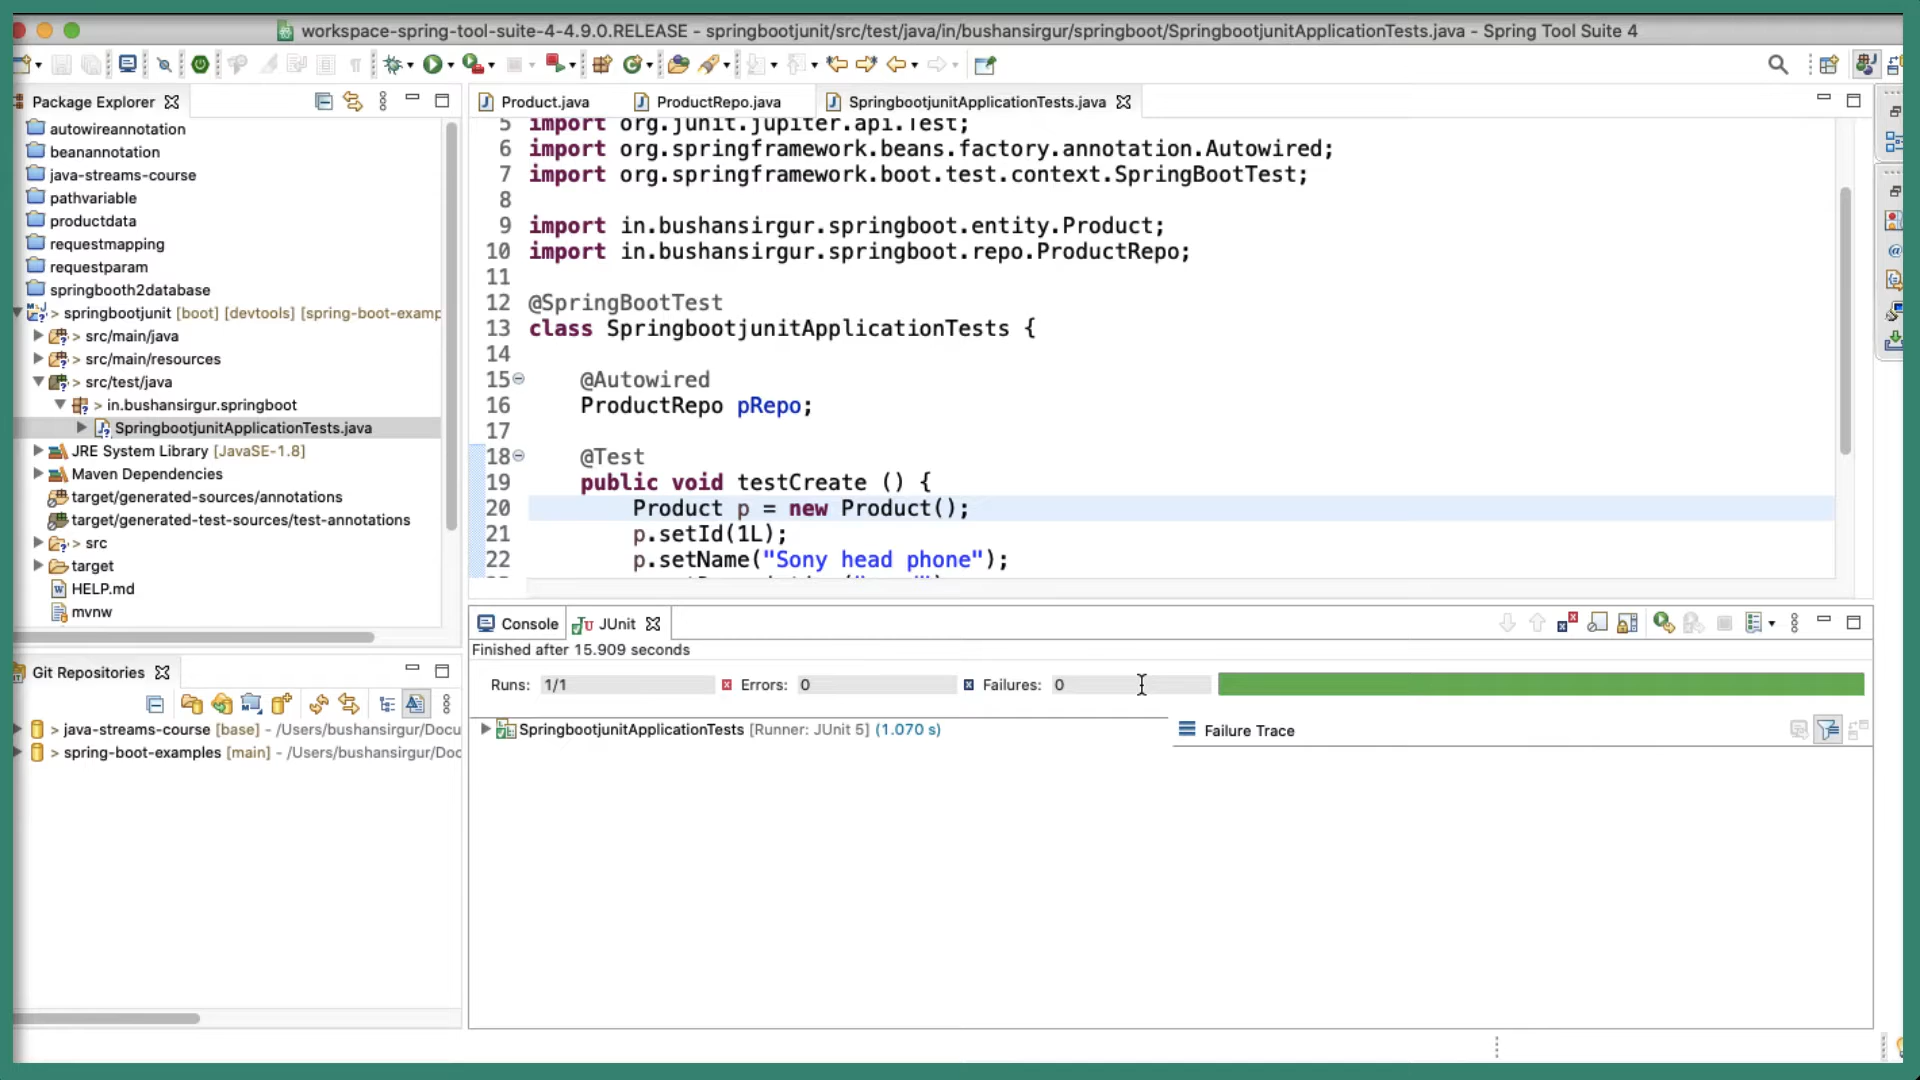 workspace-spring-tool-suite-4-4.9.0.RELEASE - springbootjunit/src/test/java/in/bushansirgur/springboot/SpringbootjunitApplicationTests.java - Spring Tool Suite 4
Package Explorer
autowireannotation
beanannotation
java-streams-course
pathvariable
productdata
requestmapping
requestparam
springbooth2database
> springbootjunit [boot] [devtools] [spring-boot-examp
> src/main/java
> src/main/resources
> src/test/java
> in.bushansirgur.springboot
SpringbootjunitApplicationTests.java
JRE System Library [JavaSE-1.8]
Maven Dependencies
target/generated-sources/annotations
target/generated-test-sources/test-annotations
> src
target
HELP.md
mvnw
Git Repositories
> java-streams-course [base] - /Users/bushansirgur/Docu
> spring-boot-examples [main] - /Users/bushansirgur/Doc
Product.java ProductRepo.java SpringbootjunitApplicationTests.java
5 import org.junit.jupiter.api.Test;
6 import org.springframework.beans.factory.annotation.Autowired;
7 import org.springframework.boot.test.context.SpringBootTest;
8
9 import in.bushansirgur.springboot.entity.Product;
10 import in.bushansirgur.springboot.repo.ProductRepo;
11
12 @SpringBootTest
13 class SpringbootjunitApplicationTests {
14
15 @Autowired
16 ProductRepo pRepo;
17
18 @Test
19 public void testCreate () {
20 Product p = new Product();
21 p.setId(1L);
22 p.setName("Sony head phone");
Console JUnit
Finished after 15.909 seconds
Runs: 1/1 Errors: 0 Failures: 0
SpringbootjunitApplicationTests [Runner: JUnit 5] (1.070 s)
Failure Trace